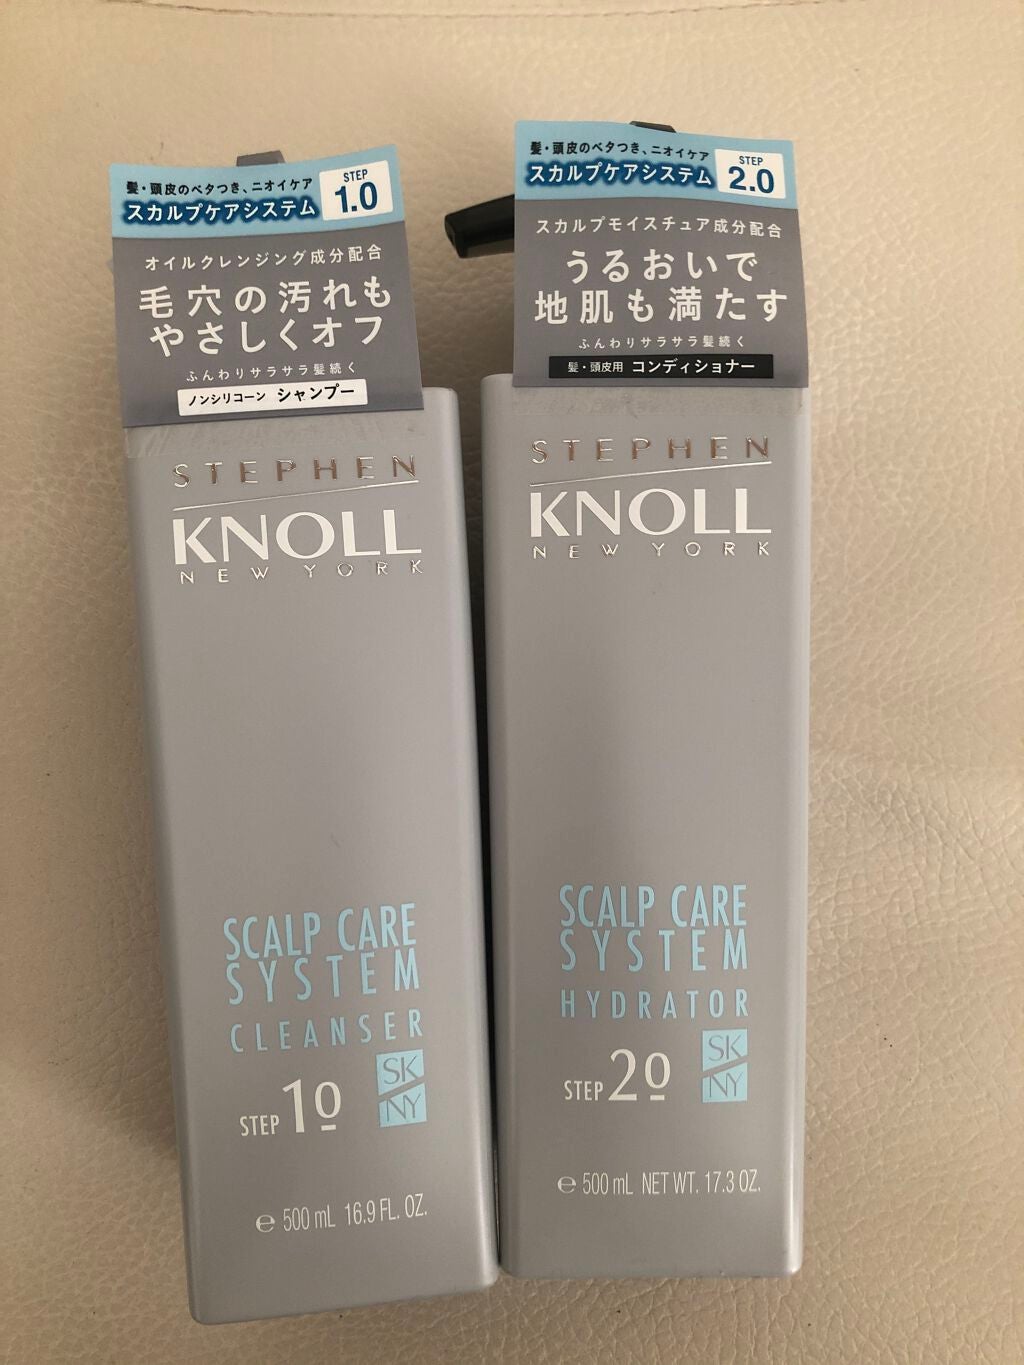 髪・頭皮のベタつき、ニオイケア
スカルプケアシステム
STEP
1.0
オイルクレンジング成分配合
毛穴の汚れも
やさしくオフ
ふんわりサラサラ髪続く
ノンシリコーン シャンプー
STEPHEN
KNOLL
NEW YORK
SCALP CARE
SYSTEM
CLEANSER
STEP 1.0
SK
NY
e 500 mL 16.9 FL. OZ.
髪・頭皮のベタつき、ニオイケア
スカルプケアシステム
STEP
2.0
スカルプモイスチュア成分配合
うるおいで
地肌も満たす
ふんわりサラサラ髪続く
髪・頭皮用 コンディショナー
STEPHEN
KNOLL
NEW YORK
SCALP CARE
SYSTEM
HYDRATOR
STEP 2.0
SK
NY
e 500 mL NET WT. 17.3 OZ.